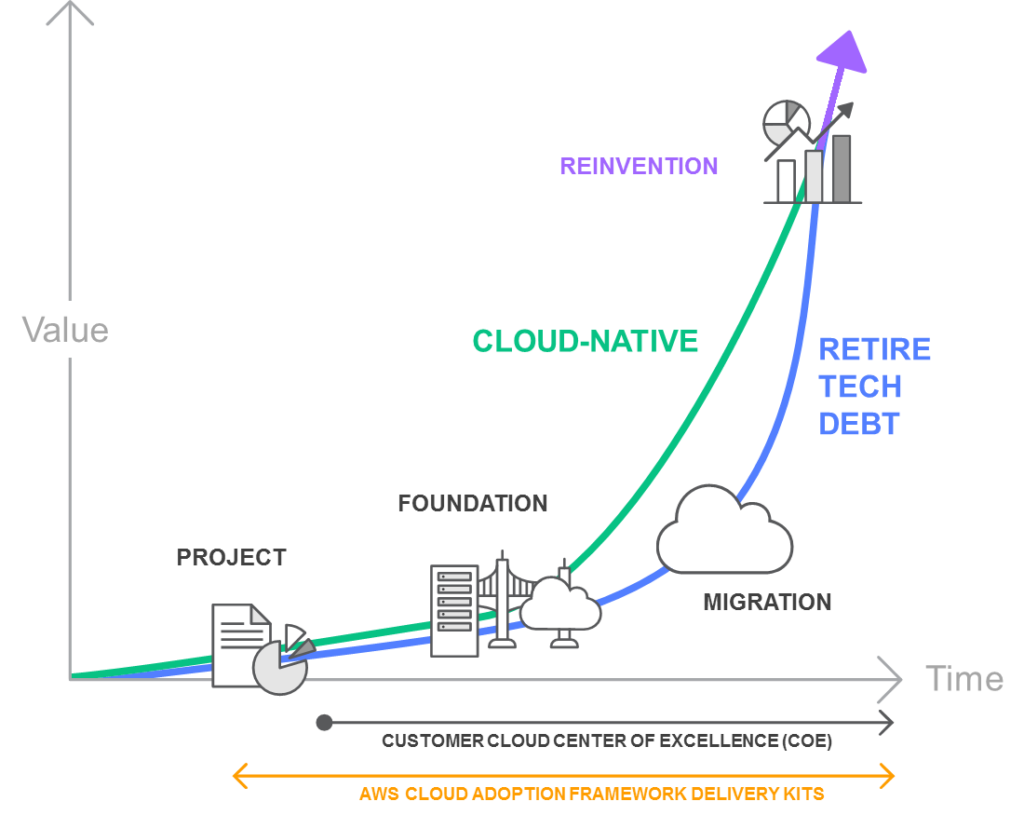 REINVENTION
Value
CLOUD-NATIVE
RETIRE
TECH
DEBT
FOUNDATION
PROJECT
MIGRATION
Time
CUSTOMER CLOUD CENTER OF EXCELLENCE (COE)
AWS CLOUD ADOPTION FRAMEWORK DELIVERY KITS